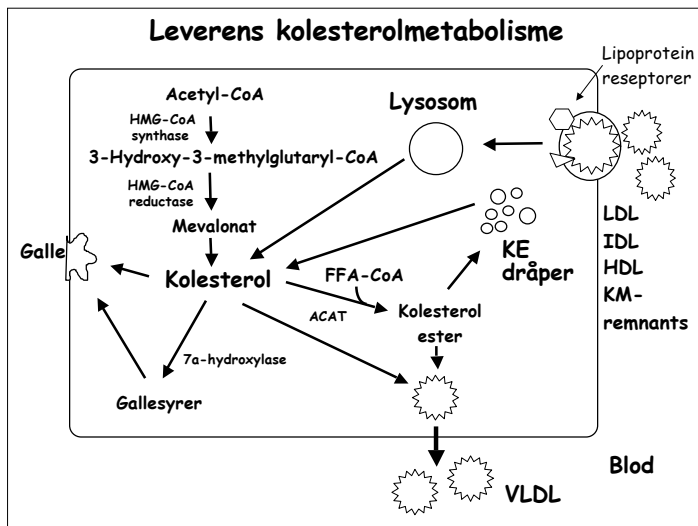 Leverens kolesterolmetabolisme
Lipoprotein
reseptorer
Acetyl-CoA
HMG-CoA
synthase
Lysosom
3-Hydroxy-3-methylglutaryl-CoA
HMG-CoA
reductase
Mevalonat
LDL
IDL
HDL
KM-
remnants
KE
dråper
Galle
Kolesterol
FFA-CoA
ACAT
Kolesterol
ester
7a-hydroxylase
Gallesyrer
Blod
VLDL